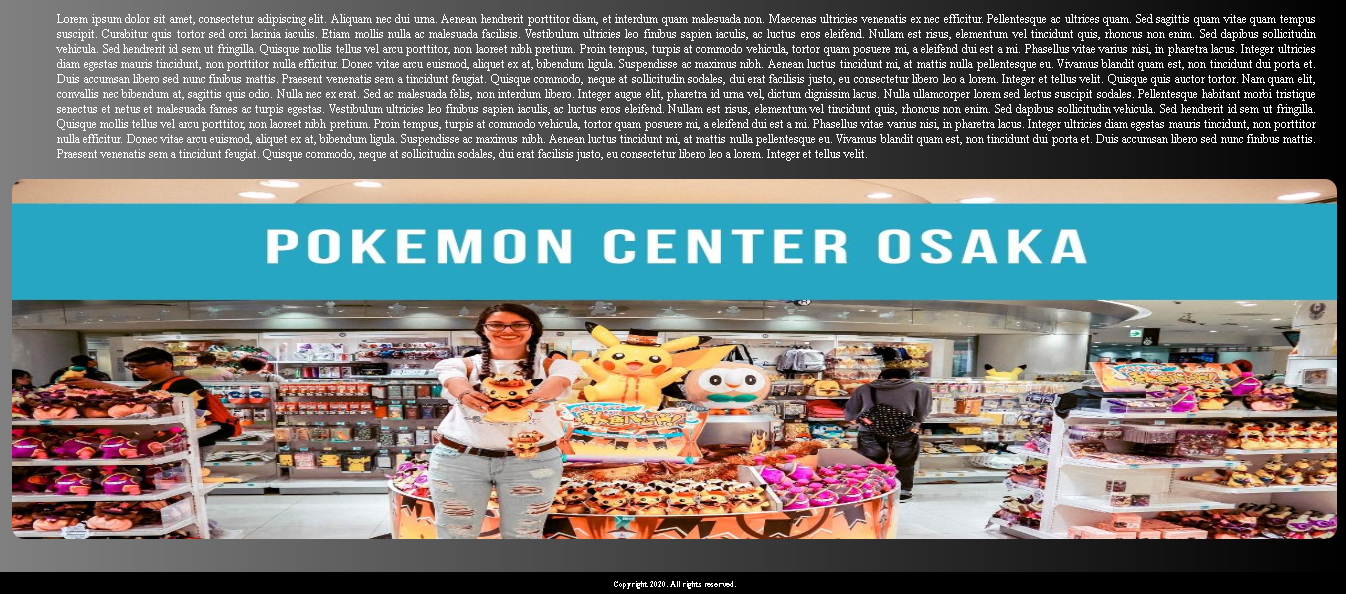 Lorem ipsum dolor sit amet, consectetur adipiscing elit. Aliquam nec dui urna. Aenean hendrerit porttitor diam, et interdum quam malesuada non. Maecenas ultricies venenatis ex nec efficitur. Pellentesque ac ultrices quam. Sed sagittis quam vitae quam tempus
suscipit. Curabitur quis tortor sed orci lacinia iaculis. Etiam mollis nulla ac malesuada facilisis. Vestibulum ultricies leo finibus sapien iaculis, ac luctus eros eleifend. Nullam est risus, elementum vel tincidunt quis, rhoncus non enim. Sed dapibus sollicitudin
vehicula. Sed hendrerit id sem ut fringilla. Quisque mollis tellus vel arcu porttitor, non laoreet nibh pretium. Proin tempus, turpis at commodo vehicula, tortor quam posuere mi, a eleifend dui est a mi. Phasellus vitae varius nisi, in pharetra lacus. Integer ultricies
diam egestas mauris tincidunt, non porttitor nulla efficitur. Donec vitae arcu euismod, aliquet ex at, bibendum ligula. Suspendisse ac maximus nibh. Aenean luctus tincidunt mi, at mattis nulla pellentesque eu. Vivamus blandit quam est, non tincidunt dui porta et.
Duis accumsan libero sed nunc finibus mattis. Praesent venenatis sem a tincidunt feugiat. Quisque commodo, neque at sollicitudin sodales, dui erat facilisis justo, eu consectetur libero leo a lorem. Integer et tellus velit. Quisque quis auctor tortor. Nam quam elit,
convallis nec bibendum at, sagittis quis odio. Nulla nec ex erat. Sed ac malesuada felis, non interdum libero. Integer augue elit, pharetra id urna vel, dictum dignissim lacus. Nulla ullamcorper lorem sed lectus suscipit sodales. Pellentesque habitant morbi tristique
senectus et netus et malesuada fames ac turpis egestas. Vestibulum ultricies leo finibus sapien iaculis, ac luctus eros eleifend. Nullam est risus, elementum vel tincidunt quis, rhoncus non enim. Sed dapibus sollicitudin vehicula. Sed hendrerit id sem ut fringilla.
Quisque mollis tellus vel arcu porttitor, non laoreet nibh pretium. Proin tempus, turpis at commodo vehicula, tortor quam posuere mi, a eleifend dui est a mi. Phasellus vitae varius nisi, in pharetra lacus. Integer ultricies diam egestas mauris tincidunt, non porttitor
nulla efficitur. Donec vitae arcu euismod, aliquet ex at, bibendum ligula. Suspendisse ac maximus nibh. Aenean luctus tincidunt mi, at mattis nulla pellentesque eu. Vivamus blandit quam est, non tincidunt dui porta et. Duis accumsan libero sed nunc finibus mattis.
Praesent venenatis sem a tincidunt feugiat. Quisque commodo, neque at sollicitudin sodales, dui erat facilisis justo, eu consectetur libero leo a lorem. Integer et tellus velit.
POKEMON CENTER OSAKA
Copyright 2020. All rights reserved.